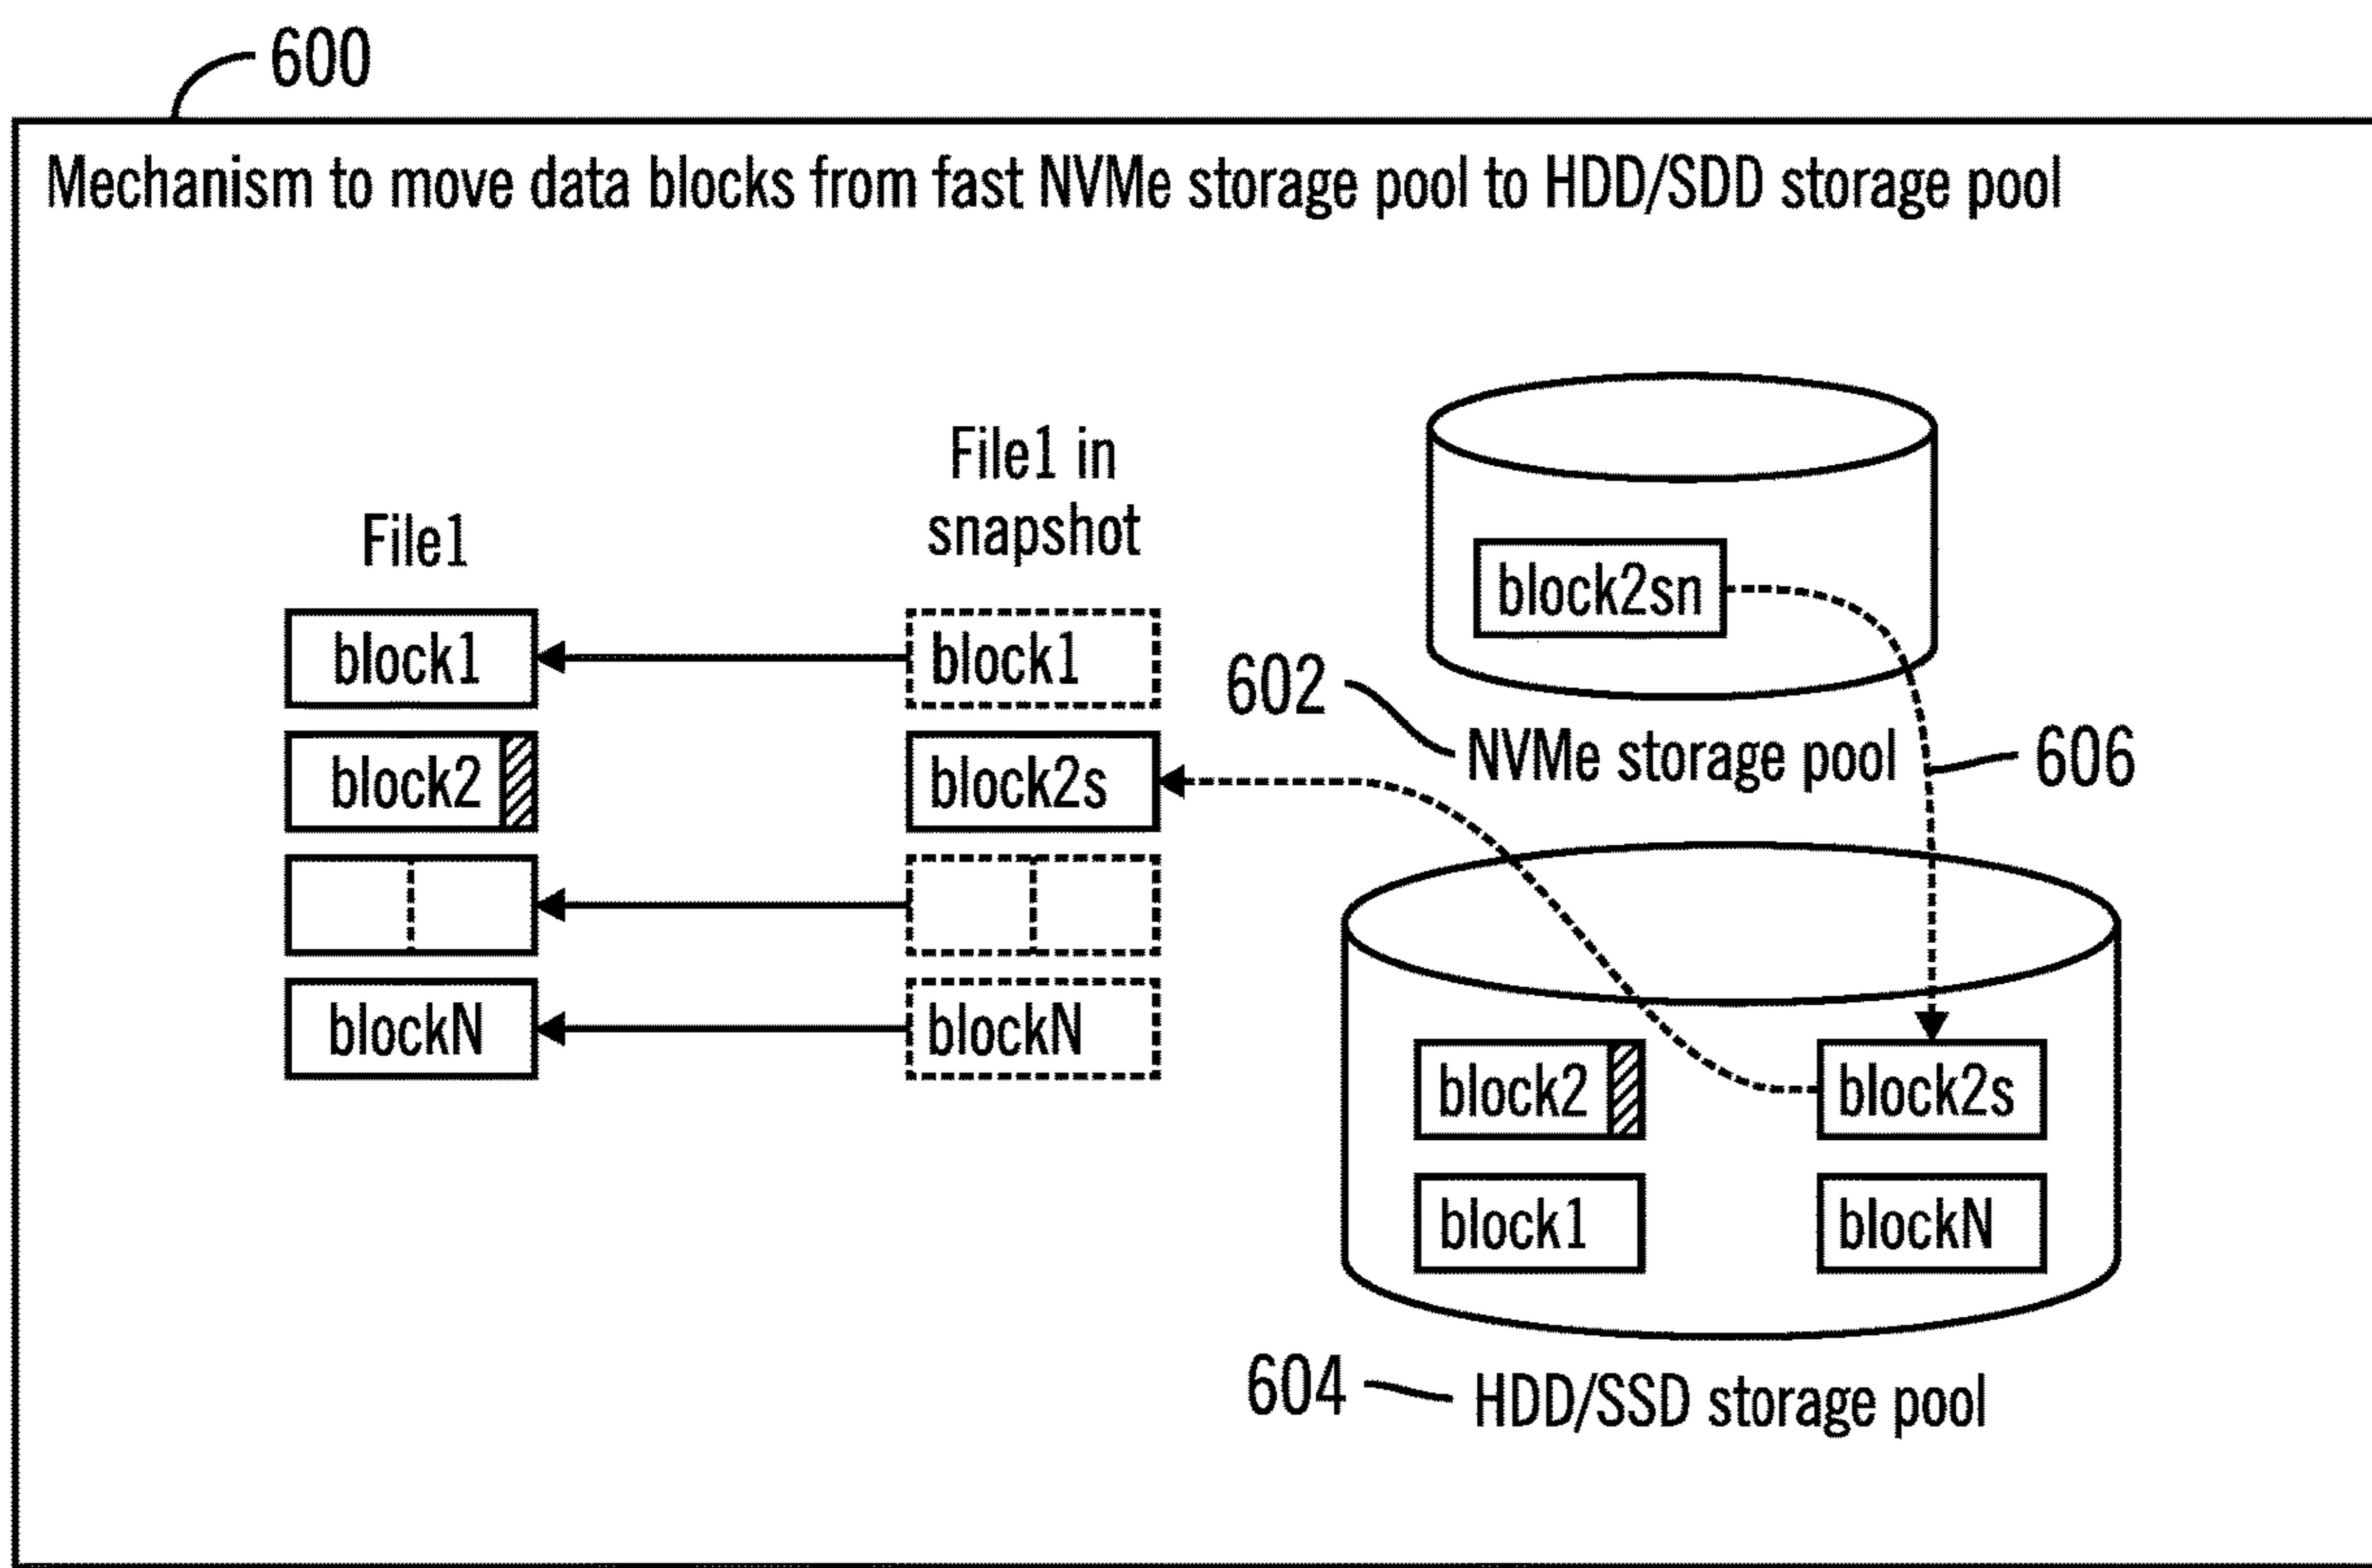 600
Mechanism to move data blocks from fast NVMe storage pool to HDD/SDD storage pool
File1
block1
block2
blockN
File1 in
snapshot
block1
block2s
blockN
block2sn
602
NVMe storage pool
606
block2
block2s
block1
blockN
604
HDD/SSD storage pool